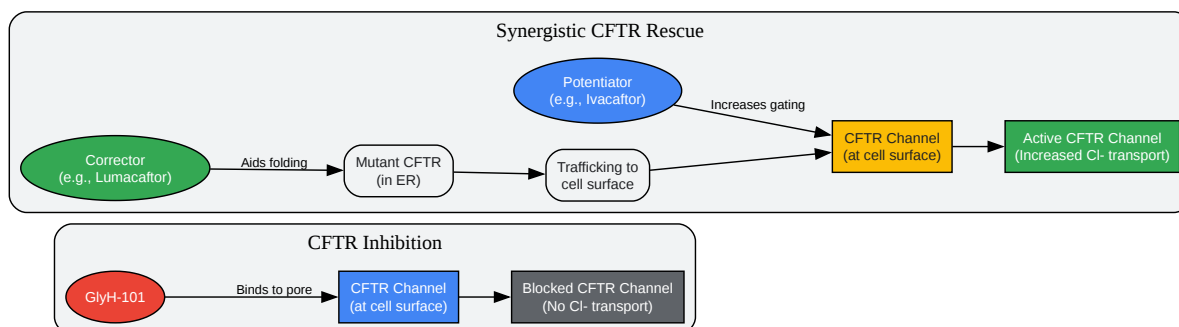 Synergistic CFTR Rescue
Potentiator
(e.g., Ivacaftor)
Increases gating
Corrector
(e.g., Lumacaftor)
Aids folding
Mutant CFTR
(in ER)
Trafficking to
cell surface
CFTR Channel
(at cell surface)
Active CFTR Channel
(Increased Cl- transport)
CFTR Inhibition
GlyH-101
Binds to pore
CFTR Channel
(at cell surface)
Blocked CFTR Channel
(No Cl- transport)